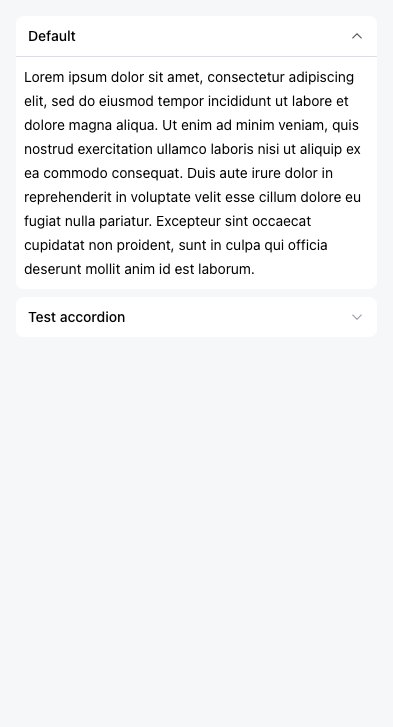 Default
Lorem ipsum dolor sit amet, consectetur adipiscing
elit, sed do eiusmod tempor incididunt ut labore et
dolore magna aliqua. Ut enim ad minim veniam, quis
nostrud exercitation ullamco laboris nisi ut aliquip ex
ea commodo consequat. Duis aute irure dolor in
reprehenderit in voluptate velit esse cillum dolore eu
fugiat nulla pariatur. Excepteur sint occaecat
cupidatat non proident, sunt in culpa qui officia
deserunt mollit anim id est laborum.
Test accordion